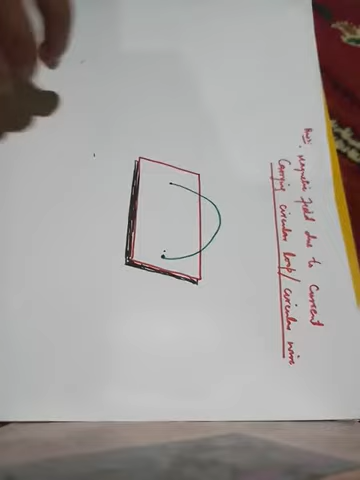 Magnetic field due to current
Carrying circular loop/circular wire